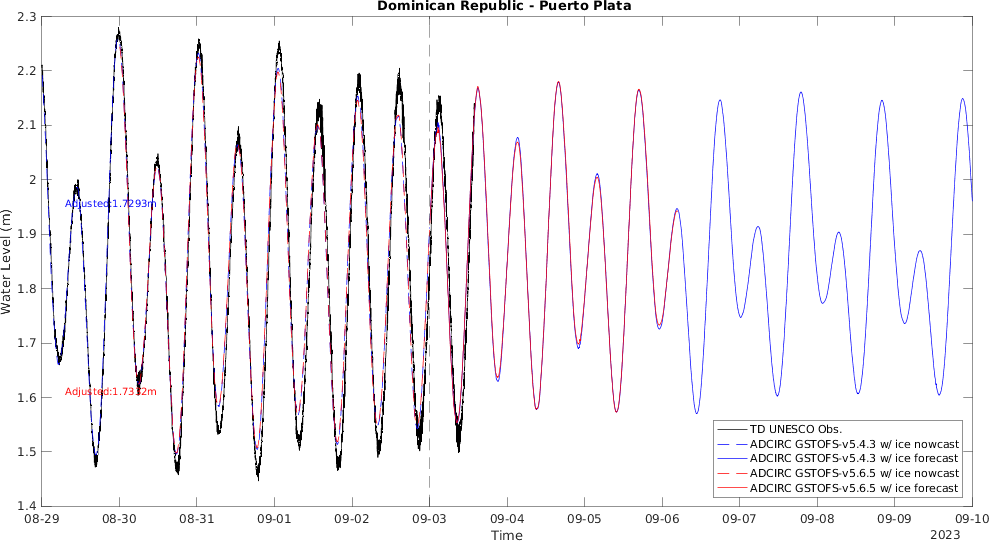 Dominican Republic - Puerto Plata
Water Level (m)
2.3
2.2
2.1
2
1.9
1.8
1.7
1.6
1.5
1.4
Adjusted:1.7293m
Adjusted:1.7332m
TD UNESCO Obs.
ADCIRC GSTOFS-v5.4.3 w/ ice nowcast
ADCIRC GSTOFS-v5.4.3 w/ ice forecast
ADCIRC GSTOFS-v5.6.5 w/ ice nowcast
ADCIRC GSTOFS-v5.6.5 w/ ice forecast
08-29 08-30 08-31 09-01 09-02 09-03 09-04 09-05 09-06 09-07 09-08 09-09 09-10
Time
2023